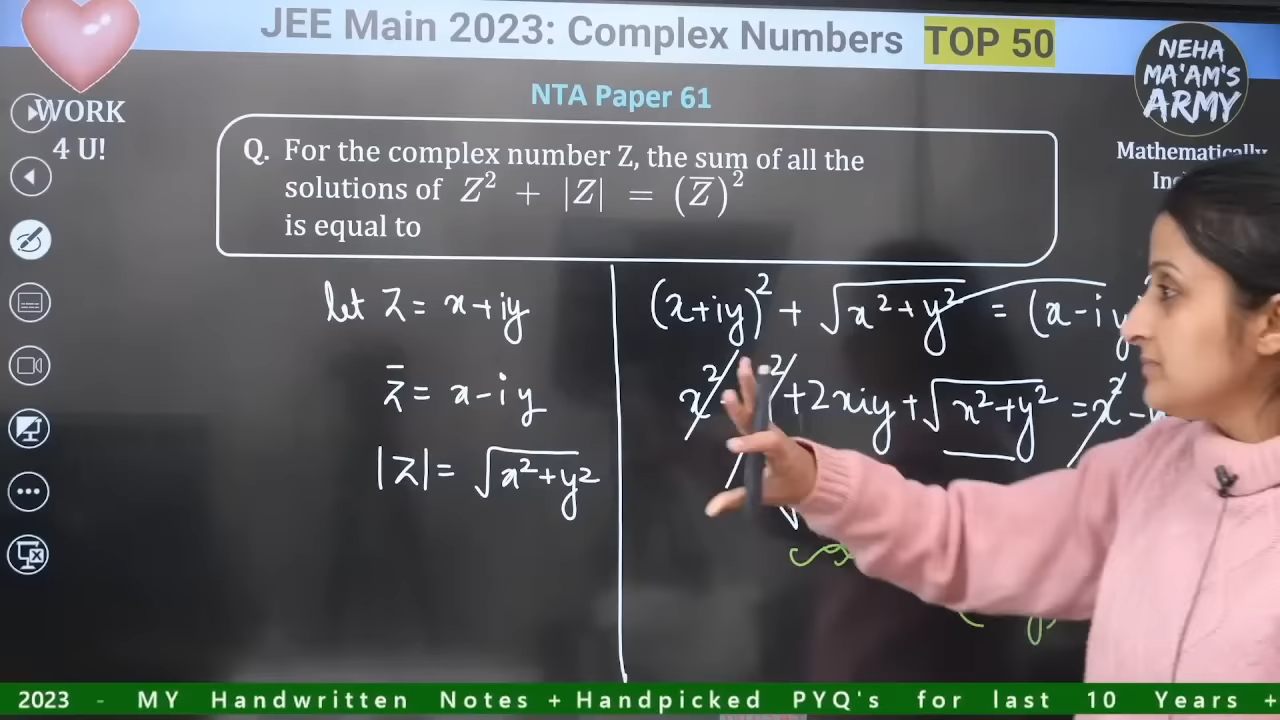 JEE Main 2023: Complex Numbers TOP 50
WORK
4 U!
NEHA
MA'AM'S
ARMY
Mathematically
NTA Paper 61
Q. For the complex number Z, the sum of all the
solutions of Z² + |Z| = (Z̅)²
is equal to
let z = x+iy
z̅ = x-iy
|z| = √x²+y²
(x+iy)² + √x²+y² = (x-iy
x² +2xiy + √x²+y² = x² -
2023 - MY Handwritten Notes + Handpicked PYQ's for last 10 Years +